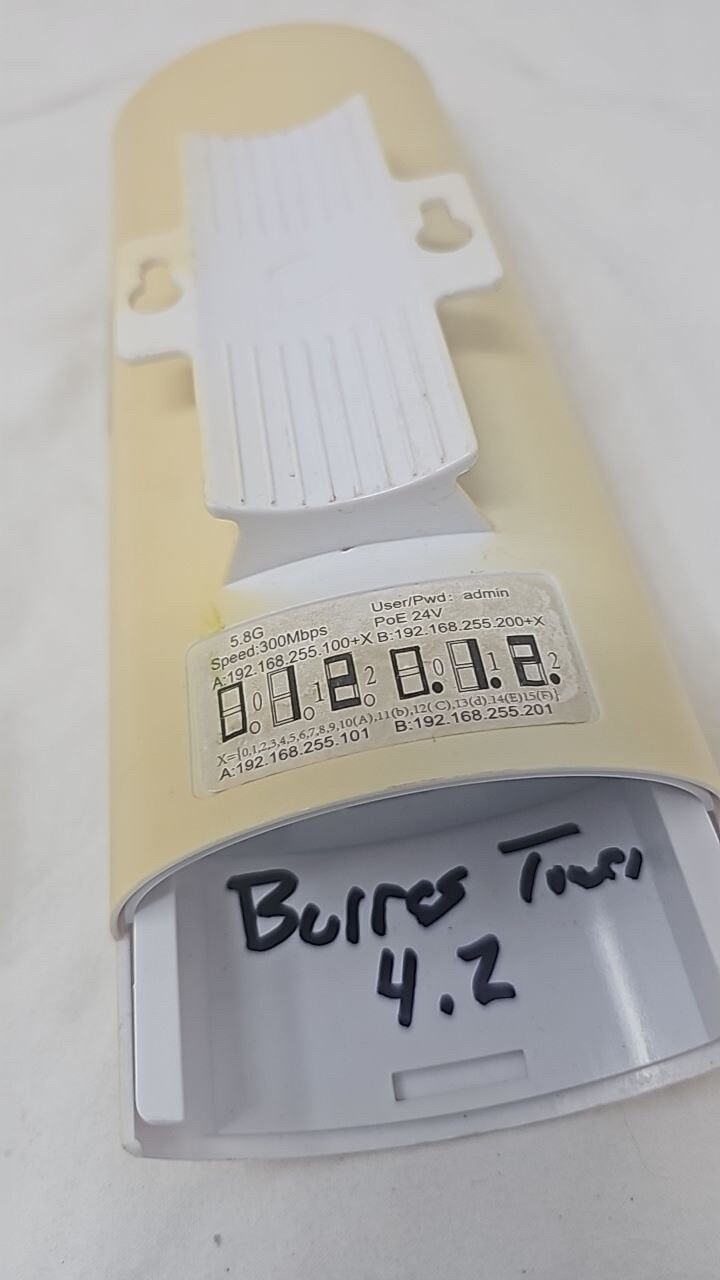 5.8G User/Pwd: admin
Speed:300Mbps PoE 24V
A:192.168.255.100+X B:192.168.255.200+X
0 1 2 0 1 2
X={0,1,2,3,4,5,6,7,8,9,10(A),11(b),12(C),13(d).14(E)15(F)}
A:192.168.255.101 B:192.168.255.201
4.2